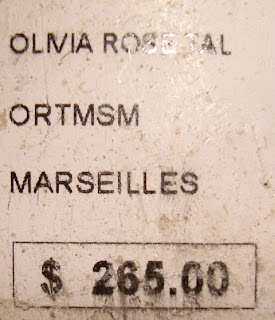 OLIVIA ROSE TAL
ORTMSM
MARSEILLES
$ 265.00